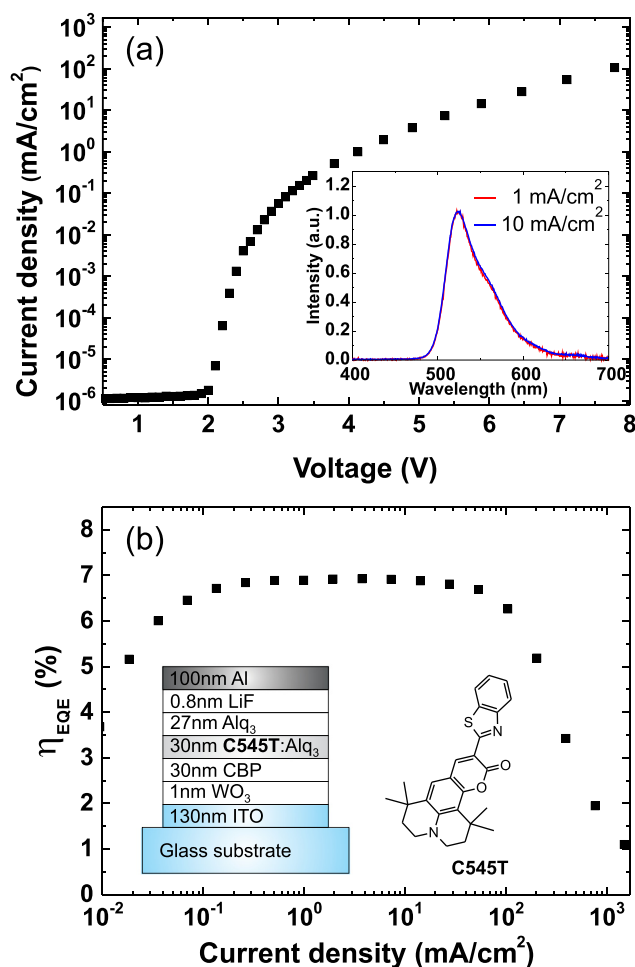 (a)
Current density (mA/cm²)
10³
10²
10¹
10⁰
10⁻¹
10⁻²
10⁻³
10⁻⁴
10⁻⁵
10⁻⁶
1 2 3 4 5 6 7 8
Voltage (V)
Intensity (a.u.)
1.2
1.0
0.8
0.6
0.4
0.2
0.0
1 mA/cm²
10 mA/cm²
400 500 600 700
Wavelength (nm)
(b)
η_EQE (%)
8
7
6
5
4
3
2
1
0
100nm Al
0.8nm LiF
27nm Alq₃
30nm C545T:Alq₃
30nm CBP
1nm WO₃
130nm ITO
Glass substrate
S
N
O
O
N
C545T
10⁻² 10⁻¹ 10⁰ 10¹ 10² 10³
Current density (mA/cm²)